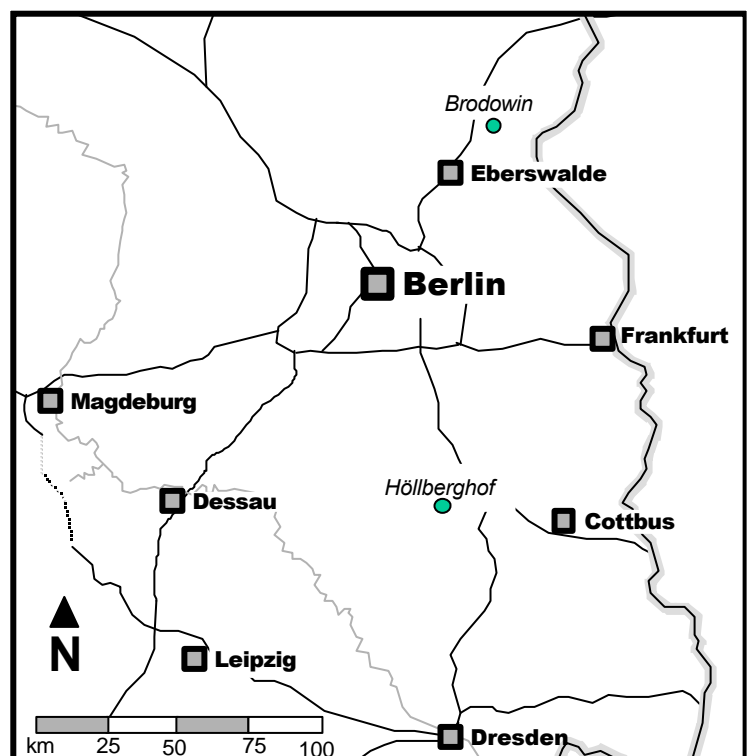 Brodowin
Eberswalde
Berlin
Frankfurt
Magdeburg
Höllberghof
Dessau
Cottbus
N
Leipzig
Dresden
km 25 50 75 100